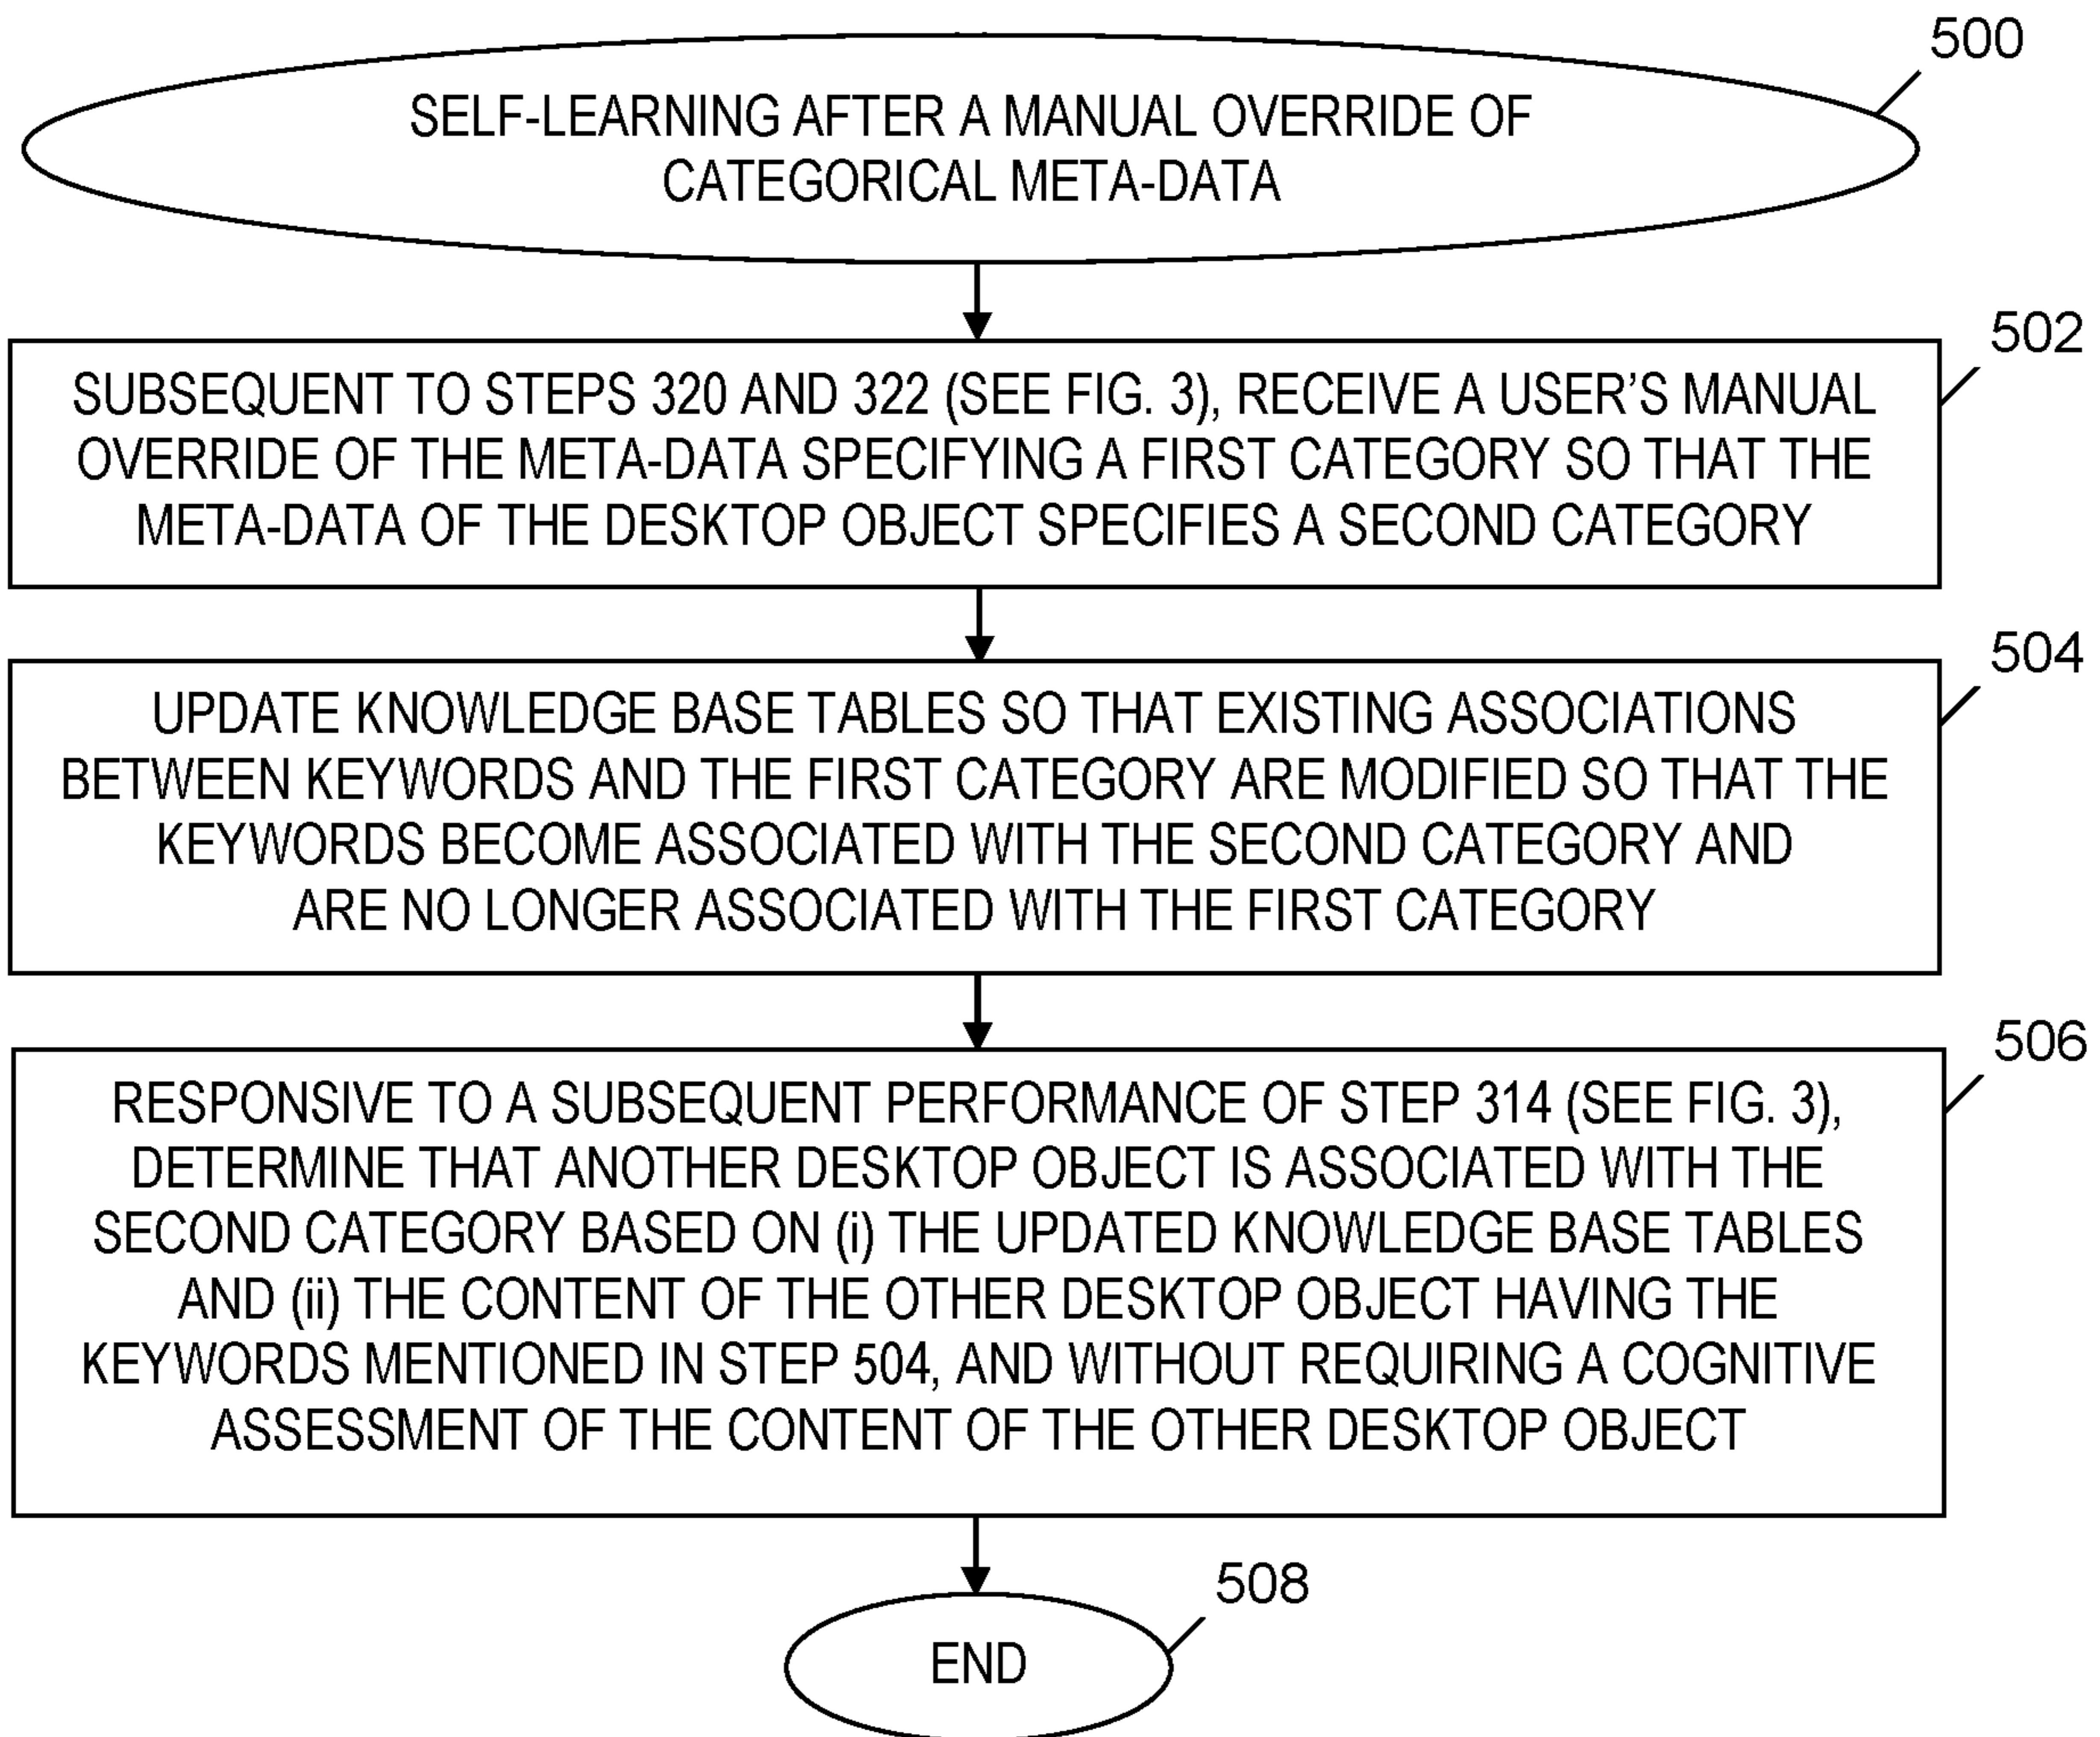 500
SELF-LEARNING AFTER A MANUAL OVERRIDE OF
CATEGORICAL META-DATA
502
SUBSEQUENT TO STEPS 320 AND 322 (SEE FIG. 3), RECEIVE A USER’S MANUAL
OVERRIDE OF THE META-DATA SPECIFYING A FIRST CATEGORY SO THAT THE
META-DATA OF THE DESKTOP OBJECT SPECIFIES A SECOND CATEGORY
504
UPDATE KNOWLEDGE BASE TABLES SO THAT EXISTING ASSOCIATIONS
BETWEEN KEYWORDS AND THE FIRST CATEGORY ARE MODIFIED SO THAT THE
KEYWORDS BECOME ASSOCIATED WITH THE SECOND CATEGORY AND
ARE NO LONGER ASSOCIATED WITH THE FIRST CATEGORY
506
RESPONSIVE TO A SUBSEQUENT PERFORMANCE OF STEP 314 (SEE FIG. 3),
DETERMINE THAT ANOTHER DESKTOP OBJECT IS ASSOCIATED WITH THE
SECOND CATEGORY BASED ON (i) THE UPDATED KNOWLEDGE BASE TABLES
AND (ii) THE CONTENT OF THE OTHER DESKTOP OBJECT HAVING THE
KEYWORDS MENTIONED IN STEP 504, AND WITHOUT REQUIRING A COGNITIVE
ASSESSMENT OF THE CONTENT OF THE OTHER DESKTOP OBJECT
508
END